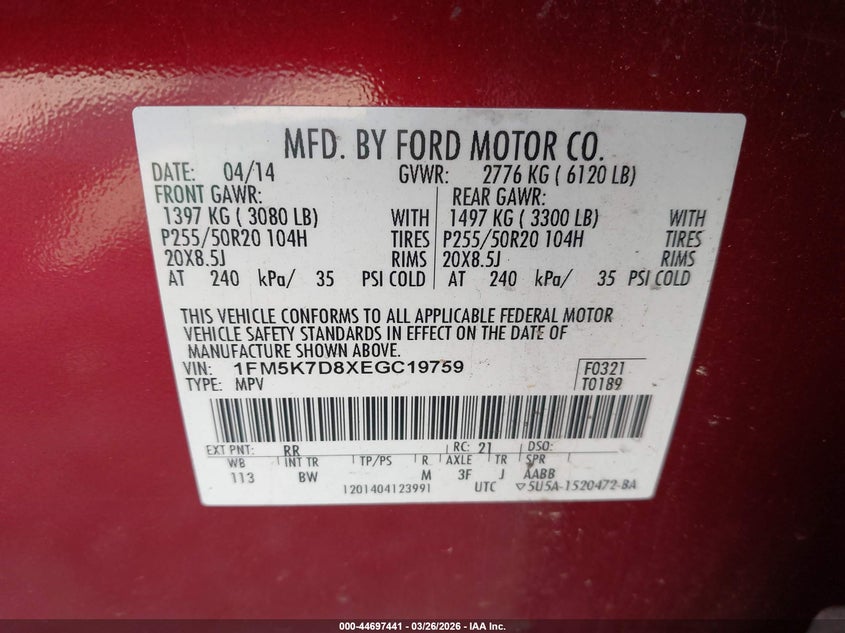 MFD. BY FORD MOTOR CO.
DATE: 04/14 GVWR: 2776 KG ( 6120 LB)
FRONT GAWR: REAR GAWR:
1397 KG ( 3080 LB) WITH 1497 KG ( 3300 LB) WITH
P255/50R20 104H TIRES P255/50R20 104H TIRES
20X8.5J RIMS 20X8.5J RIMS
AT 240 kPa/ 35 PSI COLD AT 240 kPa/ 35 PSI COLD
THIS VEHICLE CONFORMS TO ALL APPLICABLE FEDERAL MOTOR
VEHICLE SAFETY STANDARDS IN EFFECT ON THE DATE OF
MANUFACTURE SHOWN ABOVE.
VIN: 1FM5K7D8XEGC19759 F0321
TYPE: MPV T0189
EXT PNT: RR RC: 21 DSO:
WB INT TR TP/PS R AXLE TR SPR
113 BW M 3F J AABB
1201404123991 UTC ▽5U5A-1520472-BA
000-44697441 | 03/26/2026 - IAA Inc.